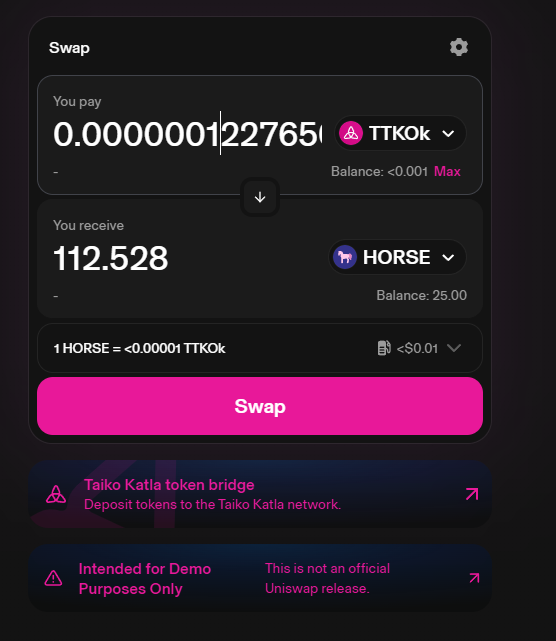 Swap
You pay
0.0000001227650
TTKOk
-
Balance: <0.001 Max
You receive
112.528
HORSE
-
Balance: 25.00
1 HORSE = <0.00001 TTKOk
<$0.01
Swap
Taiko Katla token bridge
Deposit tokens to the Taiko Katla network.
Intended for Demo
Purposes Only
This is not an official
Uniswap release.